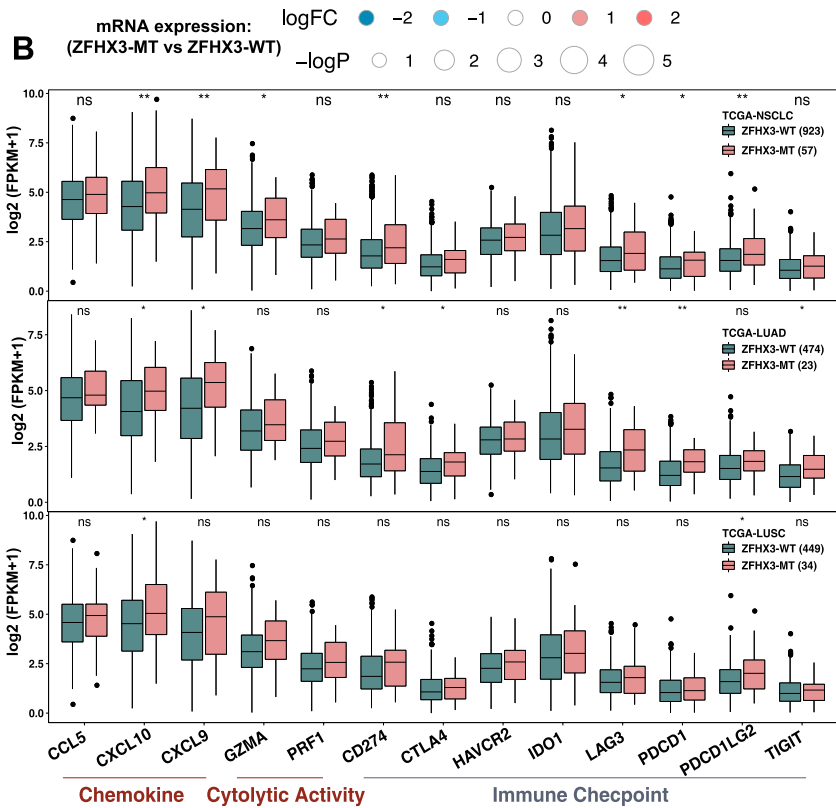 mRNA expression:
(ZFHX3-MT vs ZFHX3-WT)
logFC −2 −1 0 1 2
−logP 1 2 3 4 5
B
ns ** ** * ns ** ns ns ns * * ** ns
TCGA-NSCLC
ZFHX3-WT (923)
ZFHX3-MT (57)
log2 (FPKM+1)
10.0
7.5
5.0
2.5
0.0
ns * * ns ns * * ns ns ** ** ns *
TCGA-LUAD
ZFHX3-WT (474)
ZFHX3-MT (23)
log2 (FPKM+1)
7.5
5.0
2.5
0.0
ns * ns ns ns ns ns ns ns ns ns * ns
TCGA-LUSC
ZFHX3-WT (449)
ZFHX3-MT (34)
log2 (FPKM+1)
10.0
7.5
5.0
2.5
0.0
CCL5 CXCL10 CXCL9 GZMA PRF1 CD274 CTLA4 HAVCR2 IDO1 LAG3 PDCD1 PDCD1LG2 TIGIT
Chemokine Cytolytic Activity Immune Checpoint